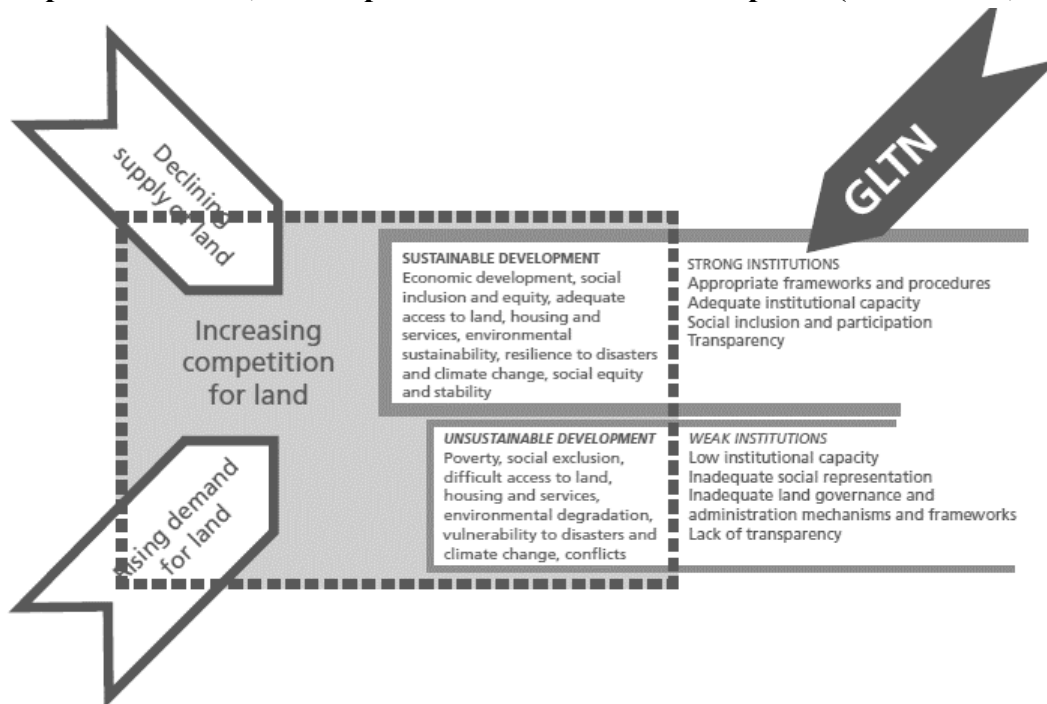 Declining
supply of land
GLTN
Increasing
competition
for land
SUSTAINABLE DEVELOPMENT
Economic development, social
inclusion and equity, adequate
access to land, housing and
services, environmental
sustainability, resilience to disasters
and climate change, social equity
and stability
STRONG INSTITUTIONS
Appropriate frameworks and procedures
Adequate institutional capacity
Social inclusion and participation
Transparency
Rising demand
for land
UNSUSTAINABLE DEVELOPMENT
Poverty, social exclusion,
difficult access to land,
housing and services,
environmental degradation,
vulnerability to disasters and
climate change, conflicts
WEAK INSTITUTIONS
Low institutional capacity
Inadequate social representation
Inadequate land governance and
administration mechanisms and frameworks
Lack of transparency